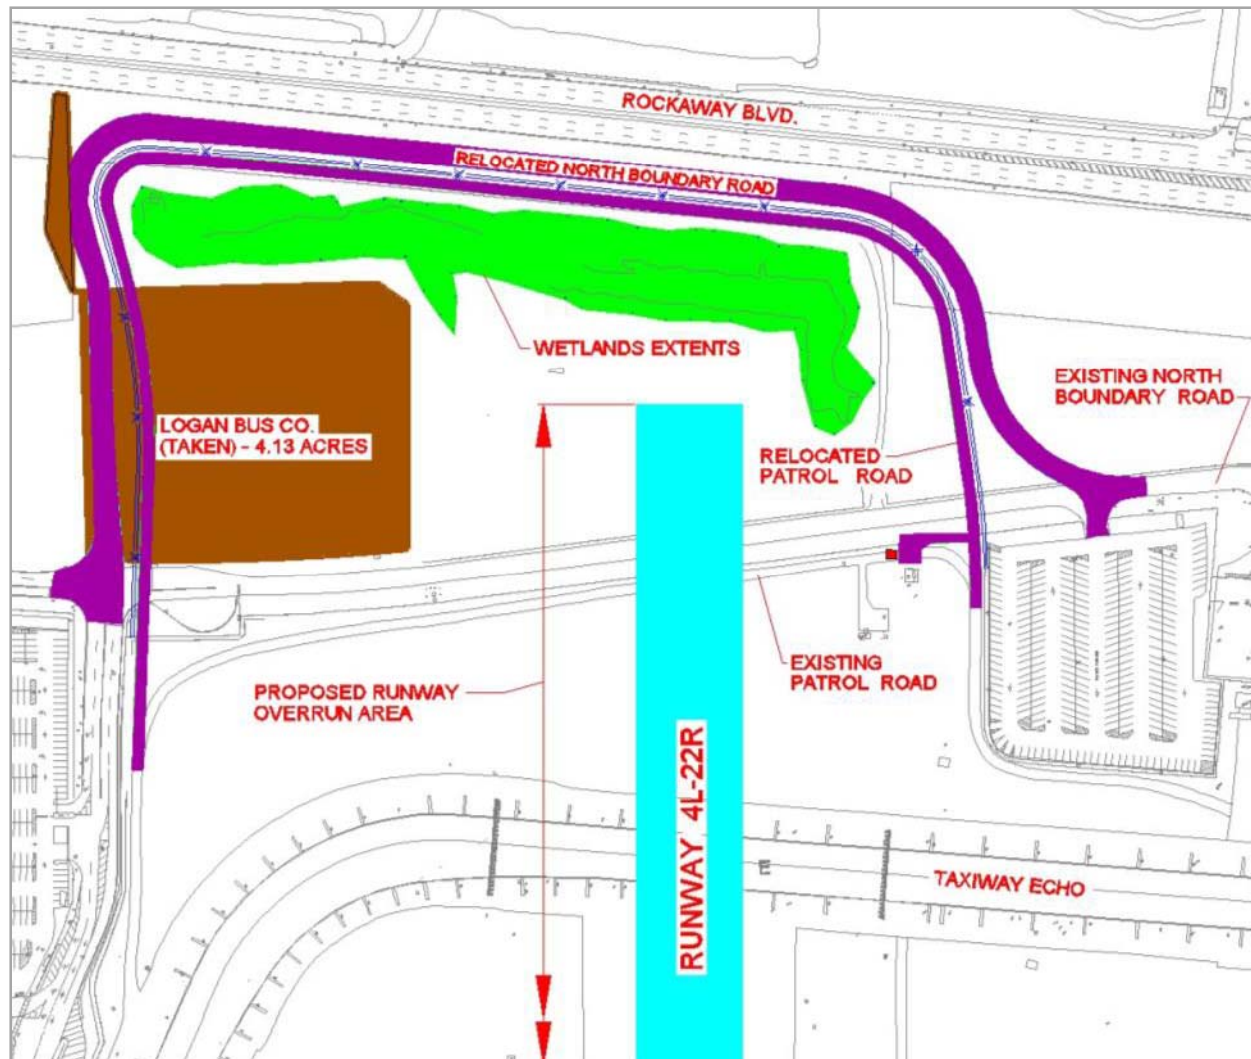 ROCKAWAY BLVD.
RELOCATED NORTH BOUNDARY ROAD
WETLANDS EXTENTS
EXISTING NORTH
BOUNDARY ROAD
LOGAN BUS CO.
(TAKEN) - 4.13 ACRES
RELOCATED
PATROL ROAD
EXISTING
PATROL ROAD
PROPOSED RUNWAY
OVERRUN AREA
RUNWAY 4L-22R
TAXIWAY ECHO